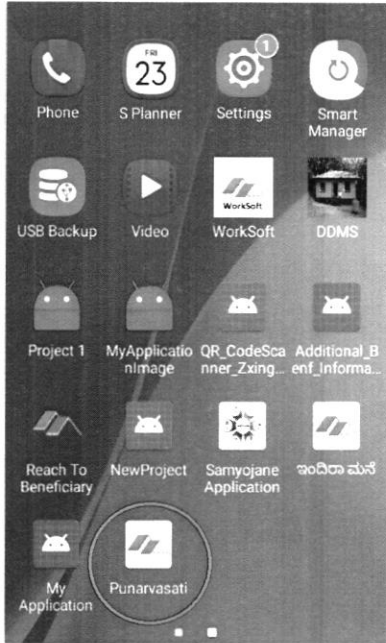 FRI
23
1
Phone
S Planner
Settings
Smart
Manager
WorkSoft
USB Backup
Video
WorkSoft
DDMS
Project 1
MyApplicatio
nImage
QR_CodeSca
nner_Zxing...
Additional_B
enf_Informa...
Reach To
Beneficiary
NewProject
Samyojane
Application
ಇಂದಿರಾ ಮನೆ
My
Application
Punarvasati